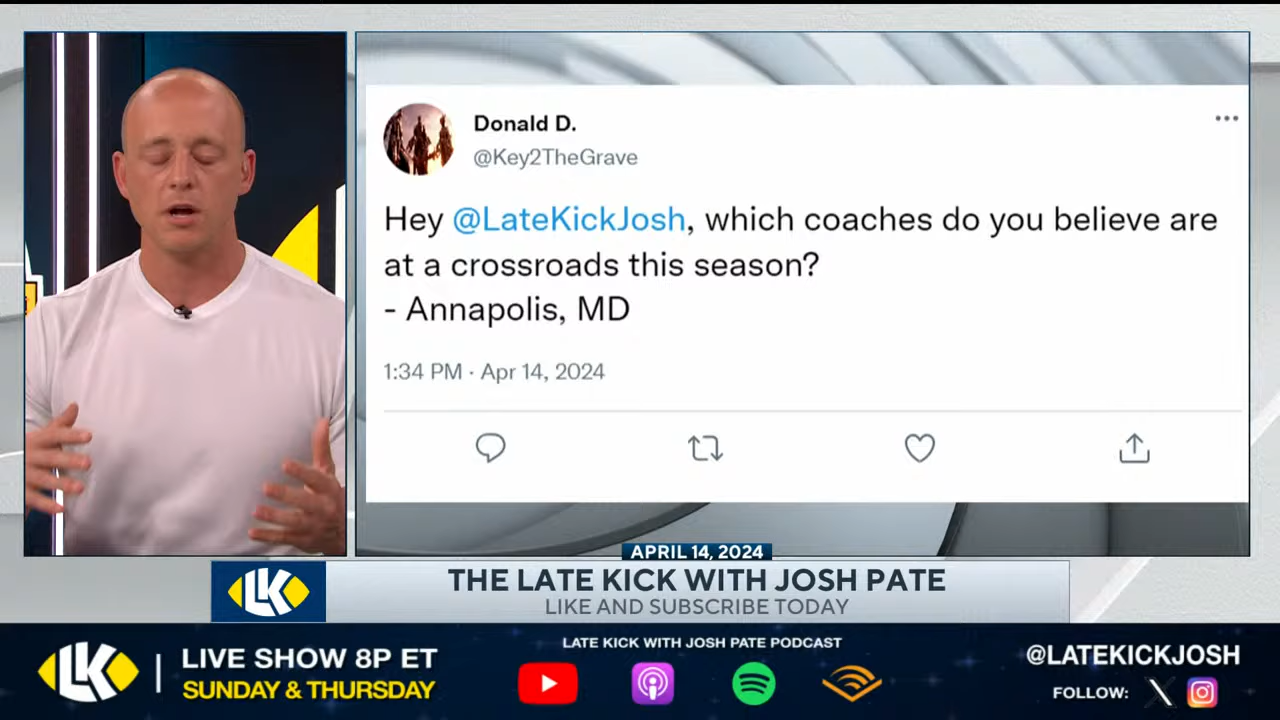 Donald D.
@Key2TheGrave
Hey @LateKickJosh, which coaches do you believe are
at a crossroads this season?
- Annapolis, MD
1:34 PM · Apr 14, 2024
APRIL 14, 2024
LK
THE LATE KICK WITH JOSH PATE
LIKE AND SUBSCRIBE TODAY
LK
LIVE SHOW 8P ET
SUNDAY & THURSDAY
LATE KICK WITH JOSH PATE PODCAST
@LATEKICKJOSH
FOLLOW: